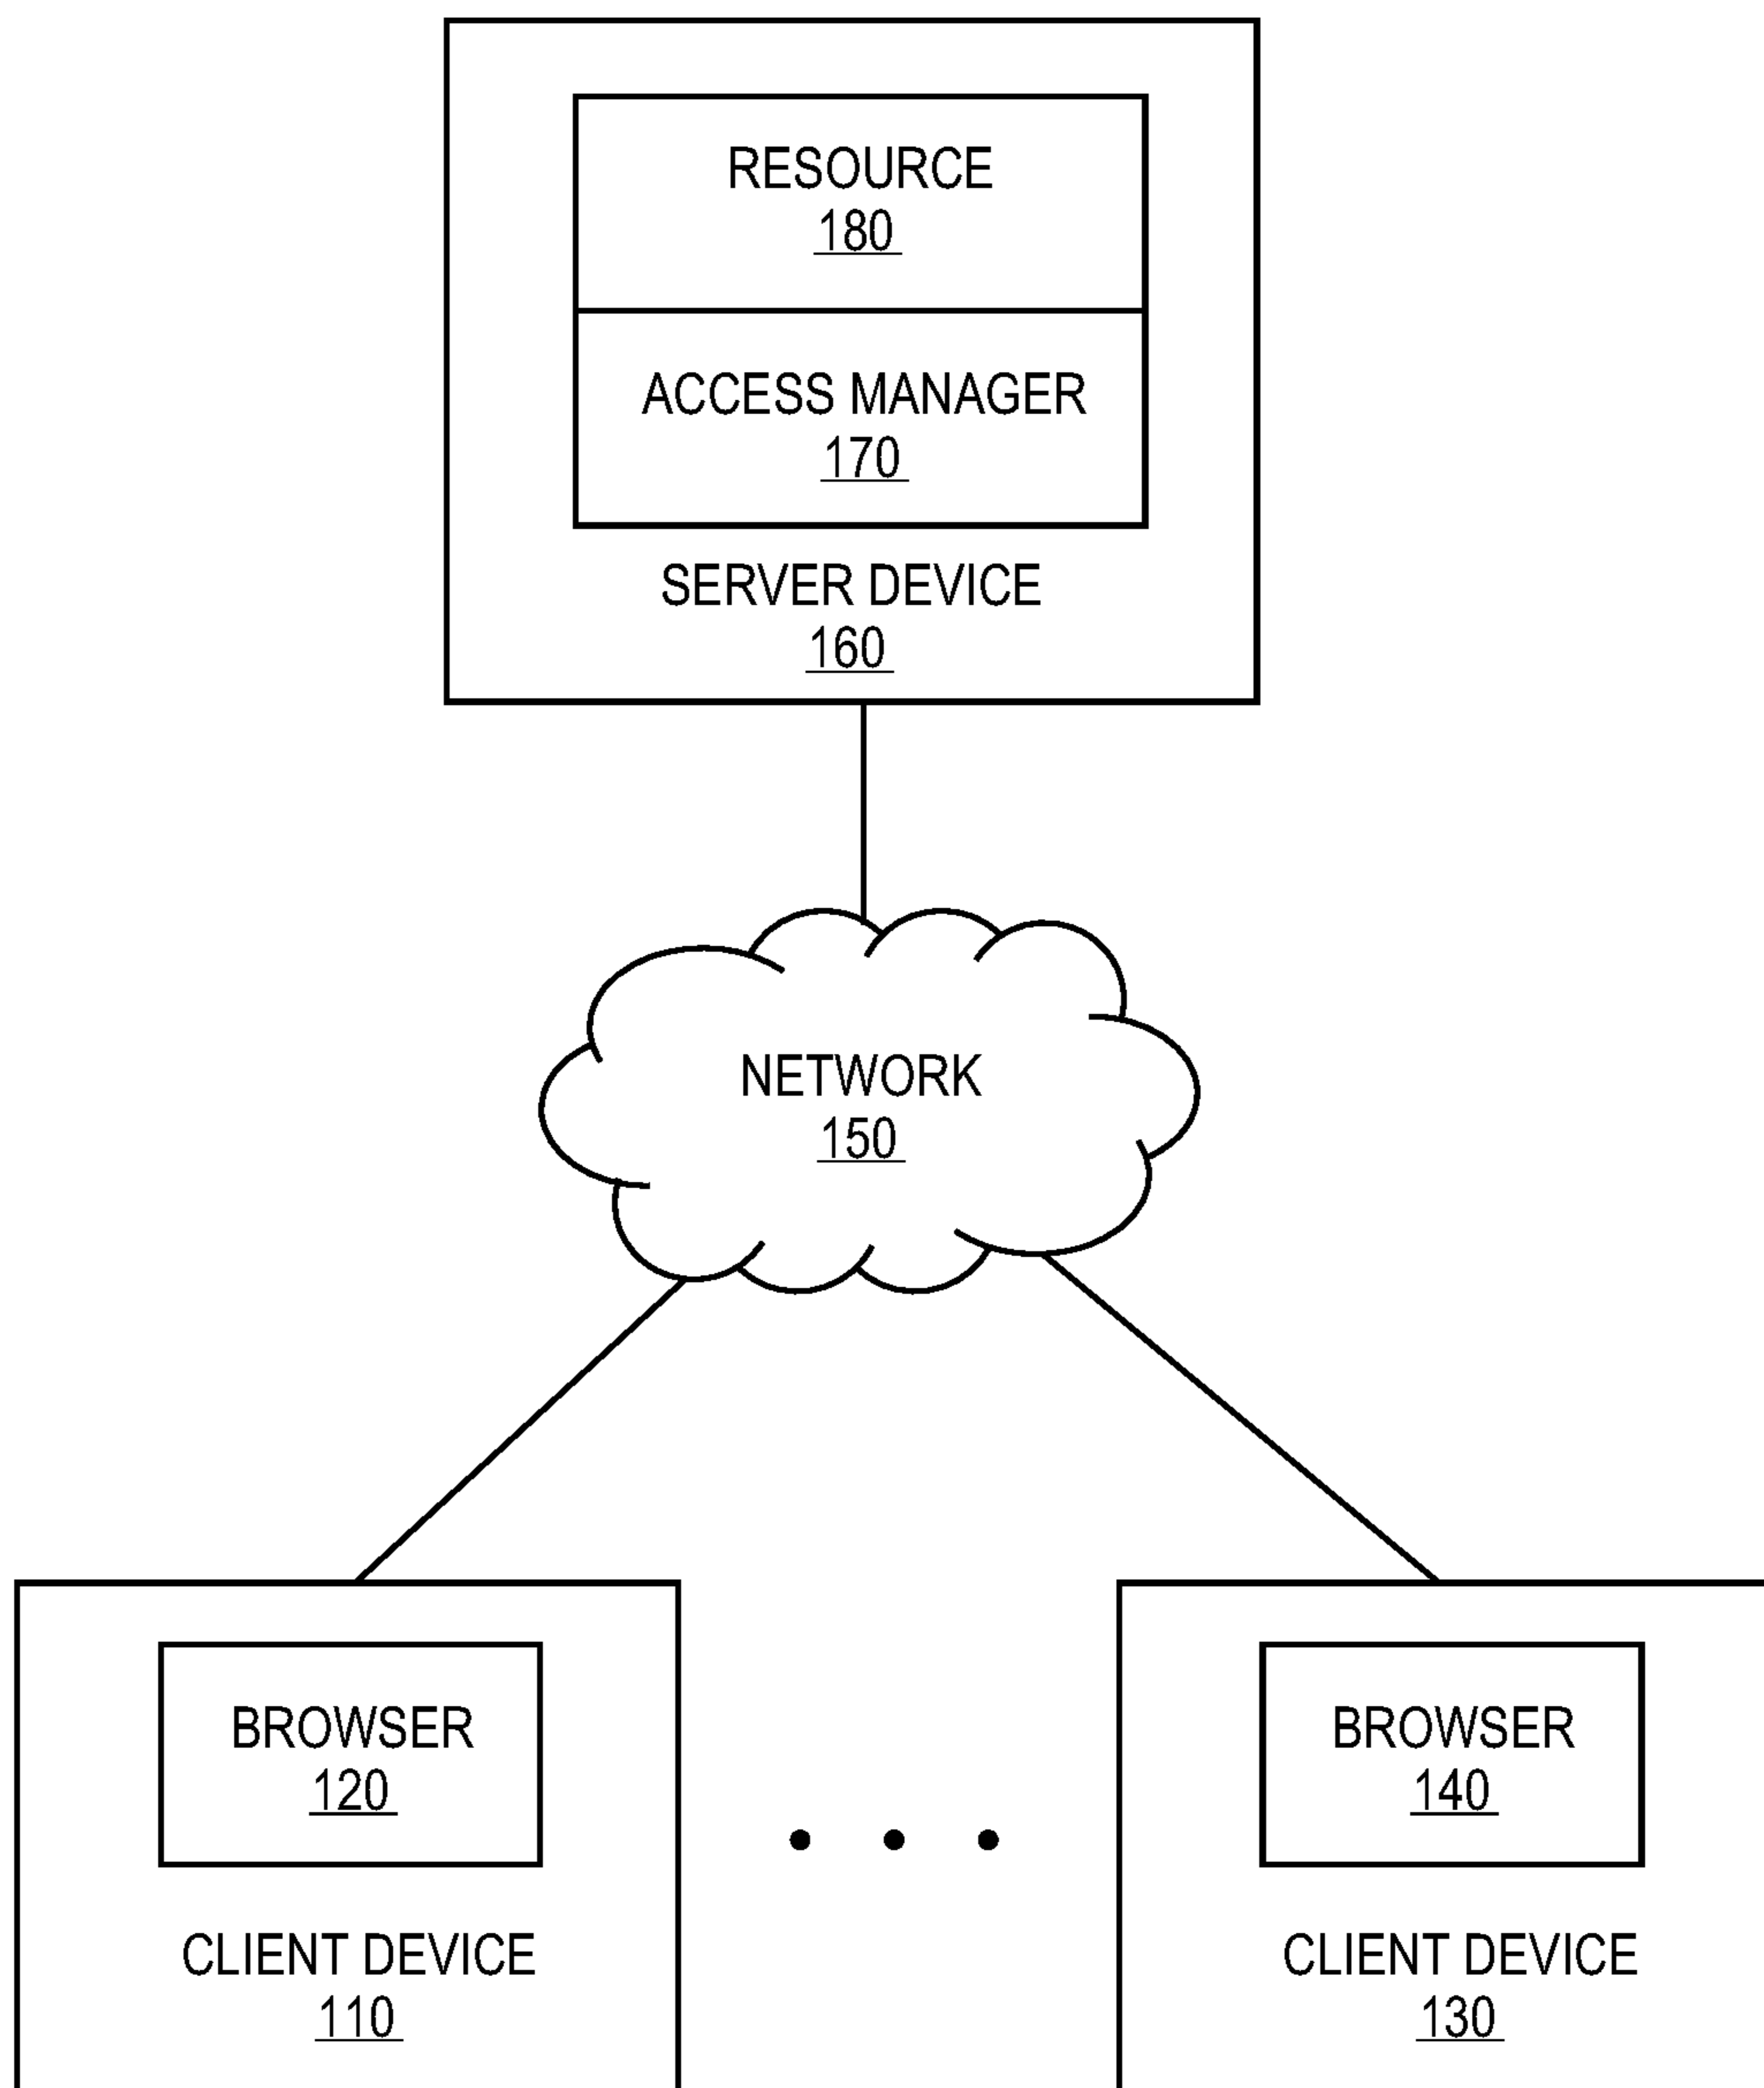 RESOURCE
180
ACCESS MANAGER
170
SERVER DEVICE
160
NETWORK
150
BROWSER
120
CLIENT DEVICE
110
BROWSER
140
CLIENT DEVICE
130